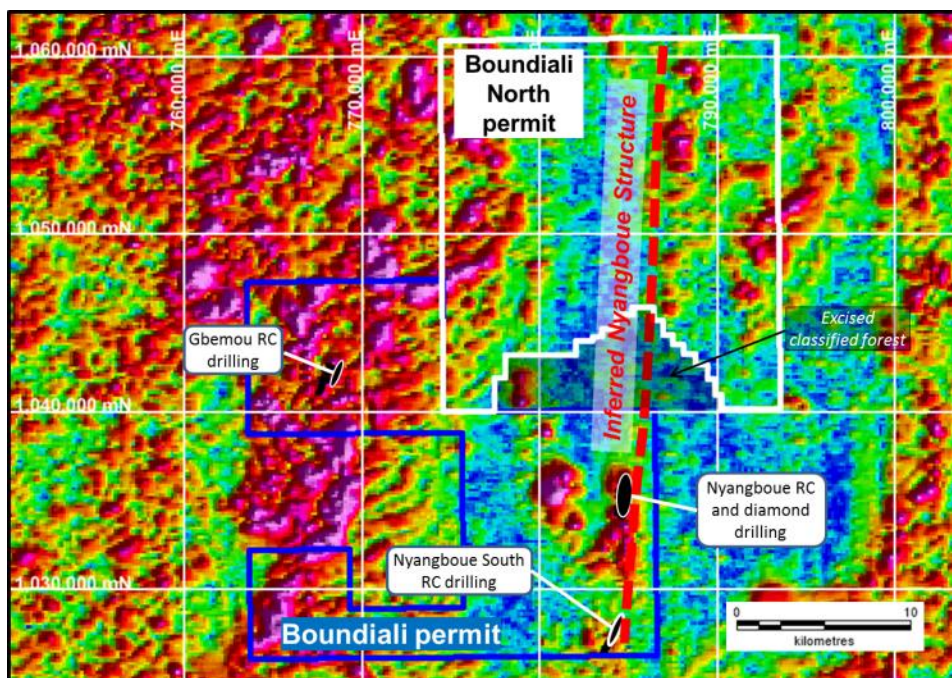 1,060,000 mN
760,000 mE
770,000 mE
790,000 mE
800,000 mE
Boundiali
North
permit
Inferred Nyangboue Structure
1,050,000 mN
Excised
classified forest
Gbemou RC
drilling
1,040,000 mN
Nyangboue RC
and diamond
drilling
Nyangboue South
RC drilling
1,030,000 mN
Boundiali permit
0
10
kilometres